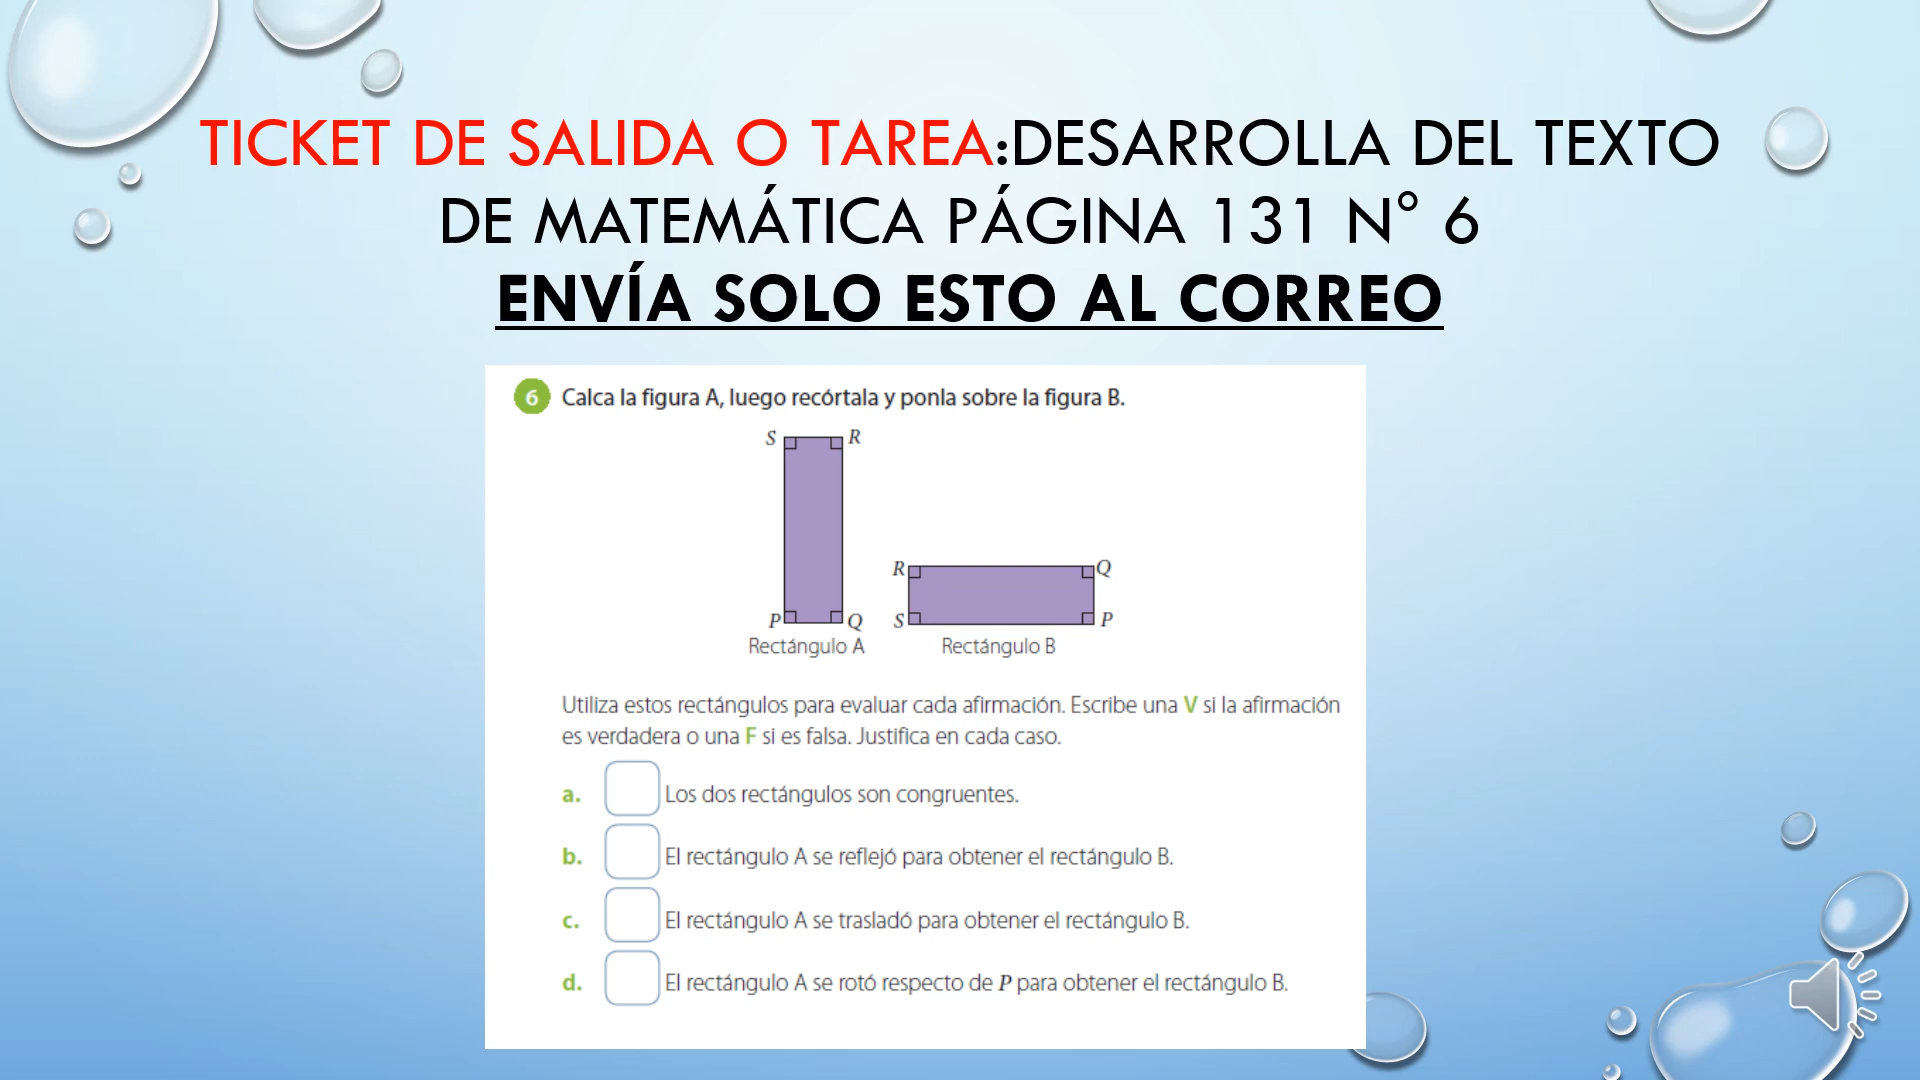 TICKET DE SALIDA O TAREA:DESARROLLA DEL TEXTO
DE MATEMÁTICA PÁGINA 131 N° 6
ENVÍA SOLO ESTO AL CORREO
6 Calca la figura A, luego recórtala y ponla sobre la figura B.
S R
R Q
P Q S P
Rectángulo A Rectángulo B
Utiliza estos rectángulos para evaluar cada afirmación. Escribe una V si la afirmación
es verdadera o una F si es falsa. Justifica en cada caso.
a. Los dos rectángulos son congruentes.
b. El rectángulo A se reflejó para obtener el rectángulo B.
c. El rectángulo A se trasladó para obtener el rectángulo B.
d. El rectángulo A se rotó respecto de P para obtener el rectángulo B.